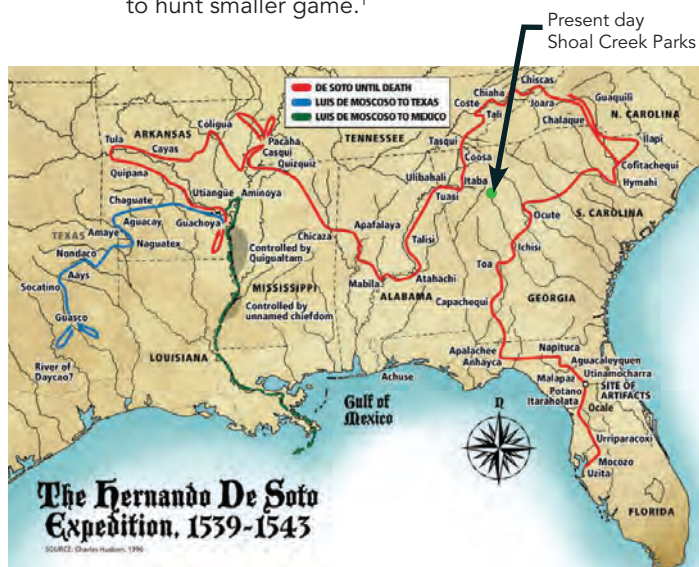 to hunt smaller game.¹
Present day
Shoal Creek Parks
DE SOTO UNTIL DEATH
LUIS DE MOSCOSO TO TEXAS
LUIS DE MOSCOSO TO MEXICO
Chiscas
Chiaha
Coste
Tali
Joara
Guaquili
Chalaque
N. CAROLINA
Coligua
ARKANSAS
Tula
Cayas
Pacaha
Casqui
Quizquiz
TENNESSEE
Tasqui
Coosa
Ilapi
Cofitachequi
Hymahi
Quipana
Ulibahali
Itaba
Utiangüe
Aminoya
Chaguate
Tuasi
Ocute
S. CAROLINA
Aguacay
Guachoya
TEXAS
Amaye
Naguatex
Apafalaya
Chicaza
Talisi
Ichisi
Nondaco
Controlled by
Quigualtam
Toa
Aays
Socatino
Mabila
Atahachi
MISSISSIPPI
ALABAMA
Capachequi
GEORGIA
Controlled by
unnamed chiefdom
Guasco
LOUISIANA
Apalachee
Anhayca
Napituca
Aguacaleyquen
Utinamocharra
River of
Daycao?
Achuse
Malapaz
Potano
Itaraholata
SITE OF
ARTIFACTS
Gulf of
Mexico
N
Ocale
Urriparacoxi
Mocozo
Uzita
The Hernando De Soto
Expedition, 1539-1543
SOURCE: Charles Hudson, 1996
FLORIDA